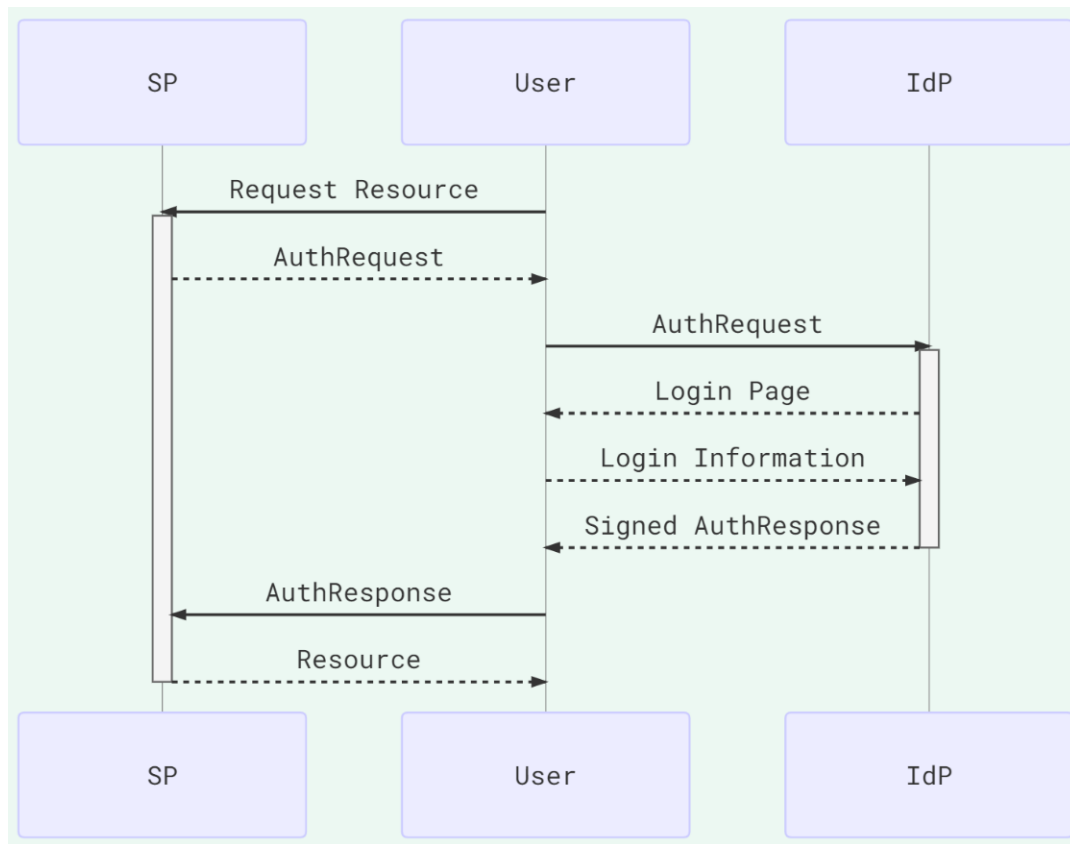 SP
User
IdP
Request Resource
AuthRequest
AuthRequest
Login Page
Login Information
Signed AuthResponse
AuthResponse
Resource
SP
User
IdP